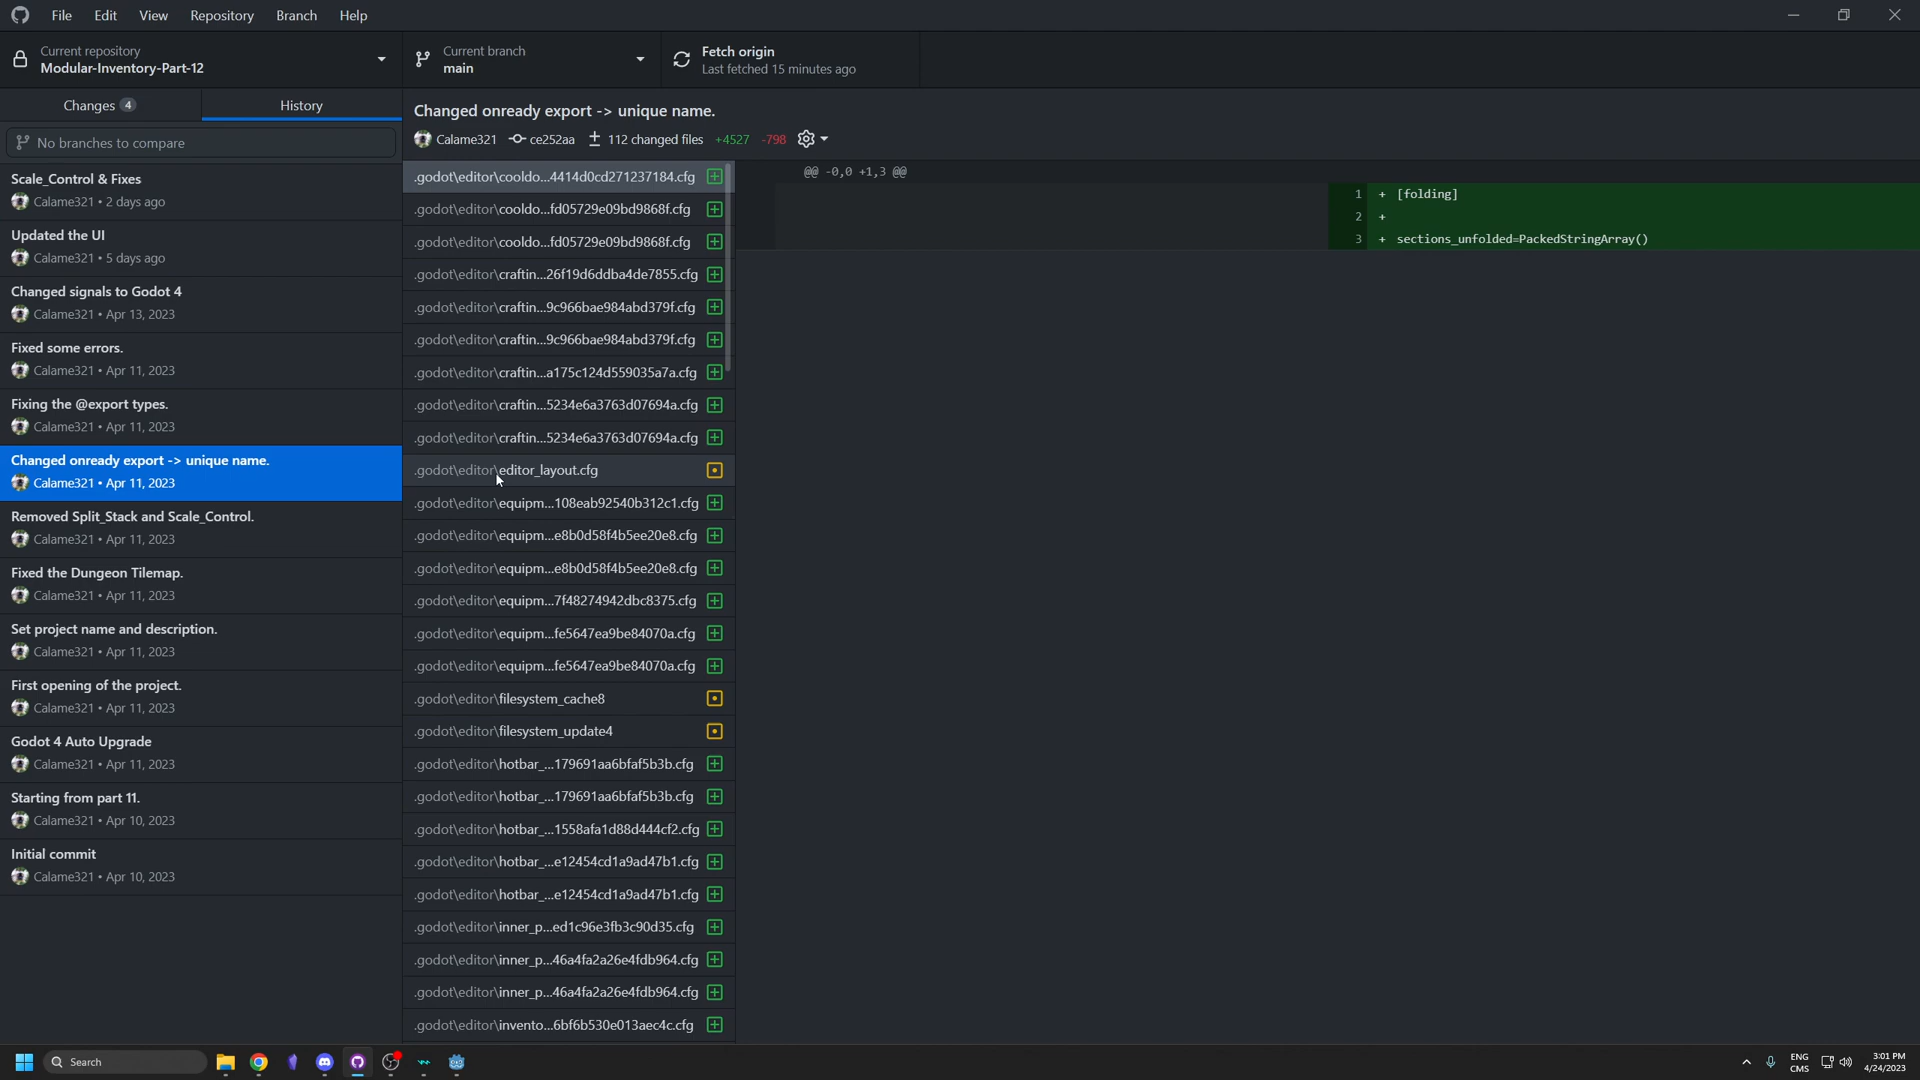 File Edit View Repository Branch Help
Current repository
Modular-Inventory-Part-12
Current branch
main
Fetch origin
Last fetched 15 minutes ago
Changes 4
History
No branches to compare
Scale_Control & Fixes
Calame321 • 2 days ago
Updated the UI
Calame321 • 5 days ago
Changed signals to Godot 4
Calame321 • Apr 13, 2023
Fixed some errors.
Calame321 • Apr 11, 2023
Fixing the @export types.
Calame321 • Apr 11, 2023
Changed onready export -> unique name.
Calame321 • Apr 11, 2023
Removed Split_Stack and Scale_Control.
Calame321 • Apr 11, 2023
Fixed the Dungeon Tilemap.
Calame321 • Apr 11, 2023
Set project name and description.
Calame321 • Apr 11, 2023
First opening of the project.
Calame321 • Apr 11, 2023
Godot 4 Auto Upgrade
Calame321 • Apr 11, 2023
Starting from part 11.
Calame321 • Apr 10, 2023
Initial commit
Calame321 • Apr 10, 2023
Changed onready export -> unique name.
Calame321 ce252aa 112 changed files +4527 -798
.godot\editor\cooldo...4414d0cd271237184.cfg
.godot\editor\cooldo...fd05729e09bd9868f.cfg
.godot\editor\cooldo...fd05729e09bd9868f.cfg
.godot\editor\craftin...26f19d6ddba4de7855.cfg
.godot\editor\craftin...9c966bae984abd379f.cfg
.godot\editor\craftin...9c966bae984abd379f.cfg
.godot\editor\craftin...a175c124d559035a7a.cfg
.godot\editor\craftin...5234e6a3763d07694a.cfg
.godot\editor\craftin...5234e6a3763d07694a.cfg
.godot\editor\editor_layout.cfg
.godot\editor\equipm...108eab92540b312c1.cfg
.godot\editor\equipm...e8b0d58f4b5ee20e8.cfg
.godot\editor\equipm...e8b0d58f4b5ee20e8.cfg
.godot\editor\equipm...7f48274942dbc8375.cfg
.godot\editor\equipm...fe5647ea9be84070a.cfg
.godot\editor\equipm...fe5647ea9be84070a.cfg
.godot\editor\filesystem_cache8
.godot\editor\filesystem_update4
.godot\editor\hotbar_...179691aa6bfaf5b3b.cfg
.godot\editor\hotbar_...179691aa6bfaf5b3b.cfg
.godot\editor\hotbar_...1558afa1d88d444cf2.cfg
.godot\editor\hotbar_...e12454cd1a9ad47b1.cfg
.godot\editor\hotbar_...e12454cd1a9ad47b1.cfg
.godot\editor\inner_p...ed1c96e3fb3c90d35.cfg
.godot\editor\inner_p...46a4fa2a26e4fdb964.cfg
.godot\editor\inner_p...46a4fa2a26e4fdb964.cfg
.godot\editor\invento...6bf6b530e013aec4c.cfg
@@ -0,0 +1,3 @@
1 + [folding]
2 +
3 + sections_unfolded=PackedStringArray()
Search
ENG
CMS
3:01 PM
4/24/2023